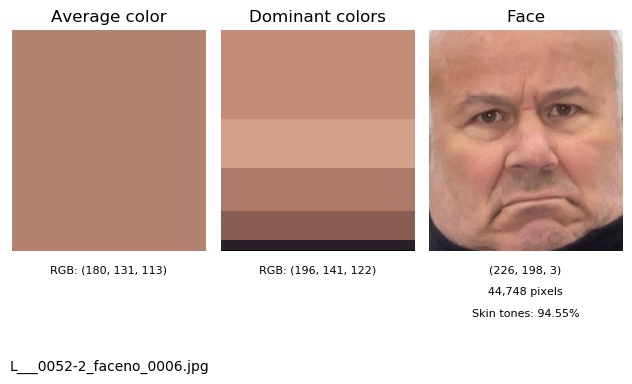 Average color
Dominant colors
Face
RGB: (180, 131, 113)
RGB: (196, 141, 122)
(226, 198, 3)
44,748 pixels
Skin tones: 94.55%
L___0052-2_faceno_0006.jpg